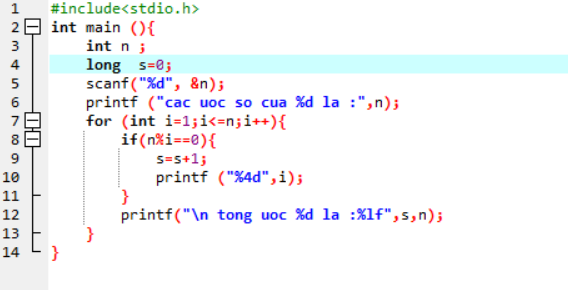 1 #include<stdio.h>
2 int main (){
3 int n ;
4 long  s=0;
5 scanf("%d", &n);
6 printf ("cac uoc so cua %d la :",n);
7 for (int i=1;i<=n;i++){
8 if(n%i==0){
9 s=s+1;
10 printf ("%4d",i);
11 }
12 printf("\n tong uoc %d la :%lf",s,n);
13 }
14 }